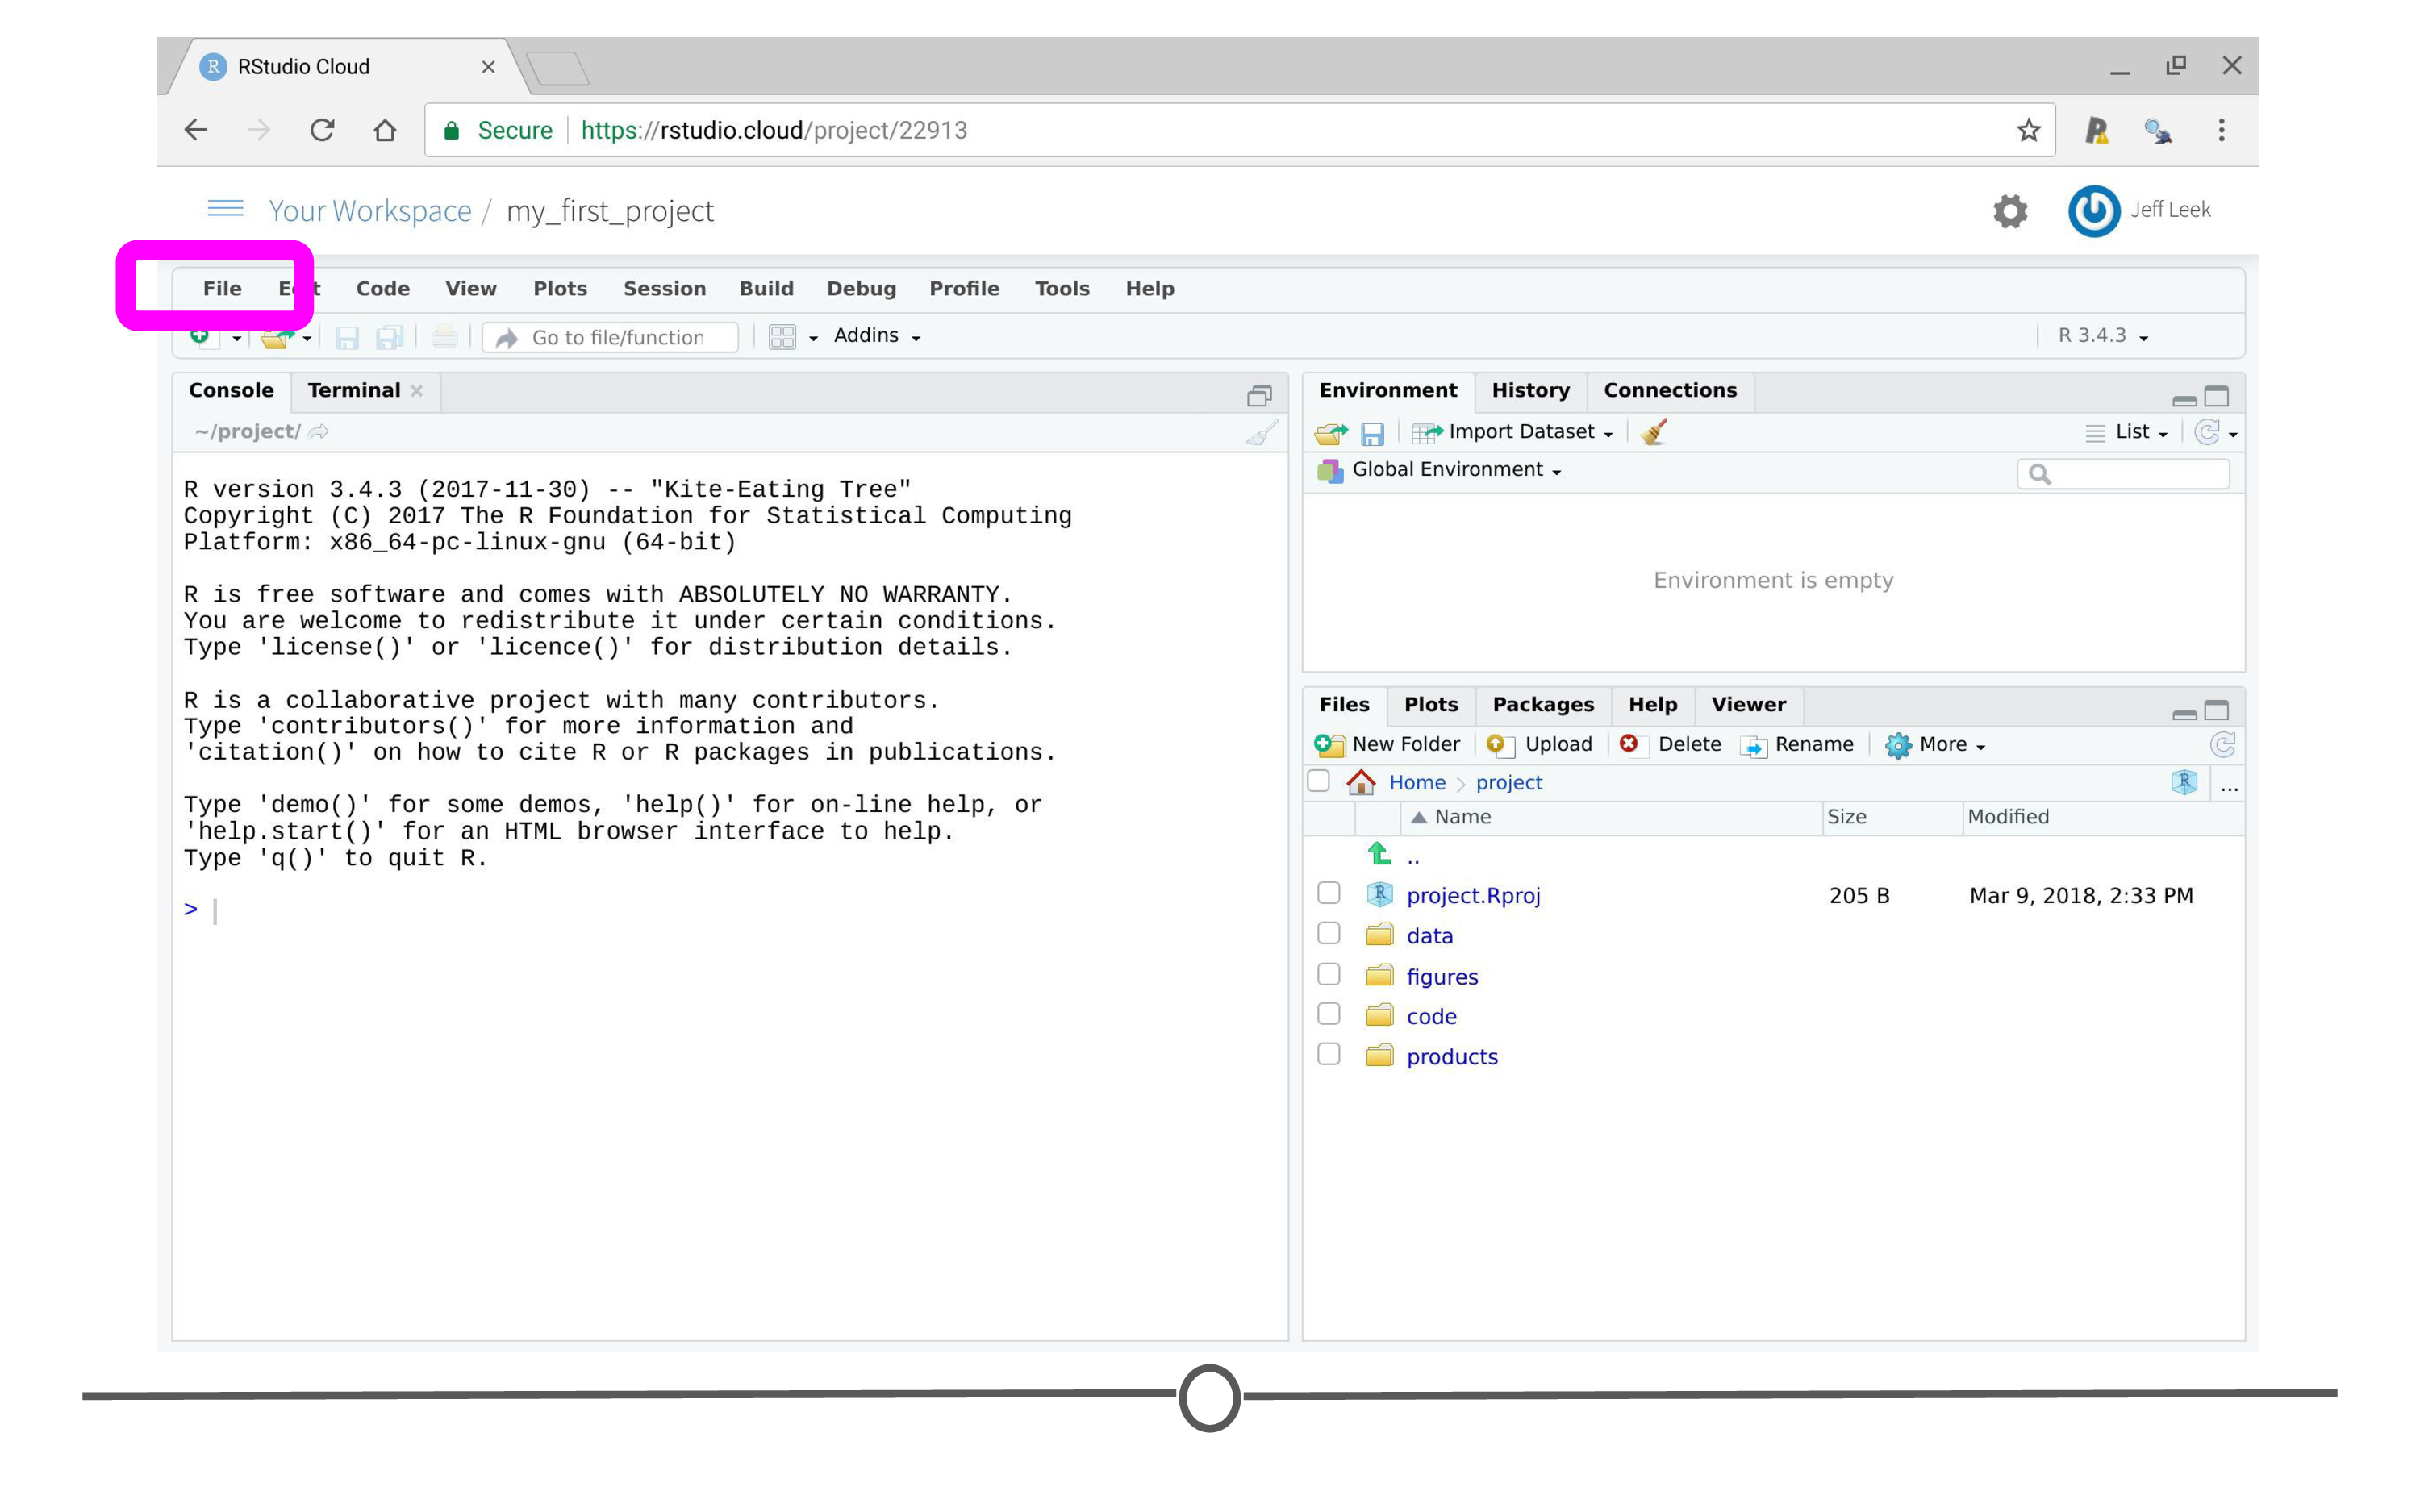 RStudio Cloud
Secure https://rstudio.cloud/project/22913
Your Workspace / my_first_project
Jeff Leek
File Code View Plots Session Build Debug Profile Tools Help
Go to file/function
Addins
R 3.4.3
Console Terminal
~/project/
R version 3.4.3 (2017-11-30) -- "Kite-Eating Tree"
Copyright (C) 2017 The R Foundation for Statistical Computing
Platform: x86_64-pc-linux-gnu (64-bit)
R is free software and comes with ABSOLUTELY NO WARRANTY.
You are welcome to redistribute it under certain conditions.
Type 'license()' or 'licence()' for distribution details.
R is a collaborative project with many contributors.
Type 'contributors()' for more information and
'citation()' on how to cite R or R packages in publications.
Type 'demo()' for some demos, 'help()' for on-line help, or
'help.start()' for an HTML browser interface to help.
Type 'q()' to quit R.
>
Environment History Connections
Import Dataset
List
Global Environment
Environment is empty
Files Plots Packages Help Viewer
New Folder Upload Delete Rename More
Home > project
...
Name Size Modified
..
project.Rproj 205 B Mar 9, 2018, 2:33 PM
data
figures
code
products